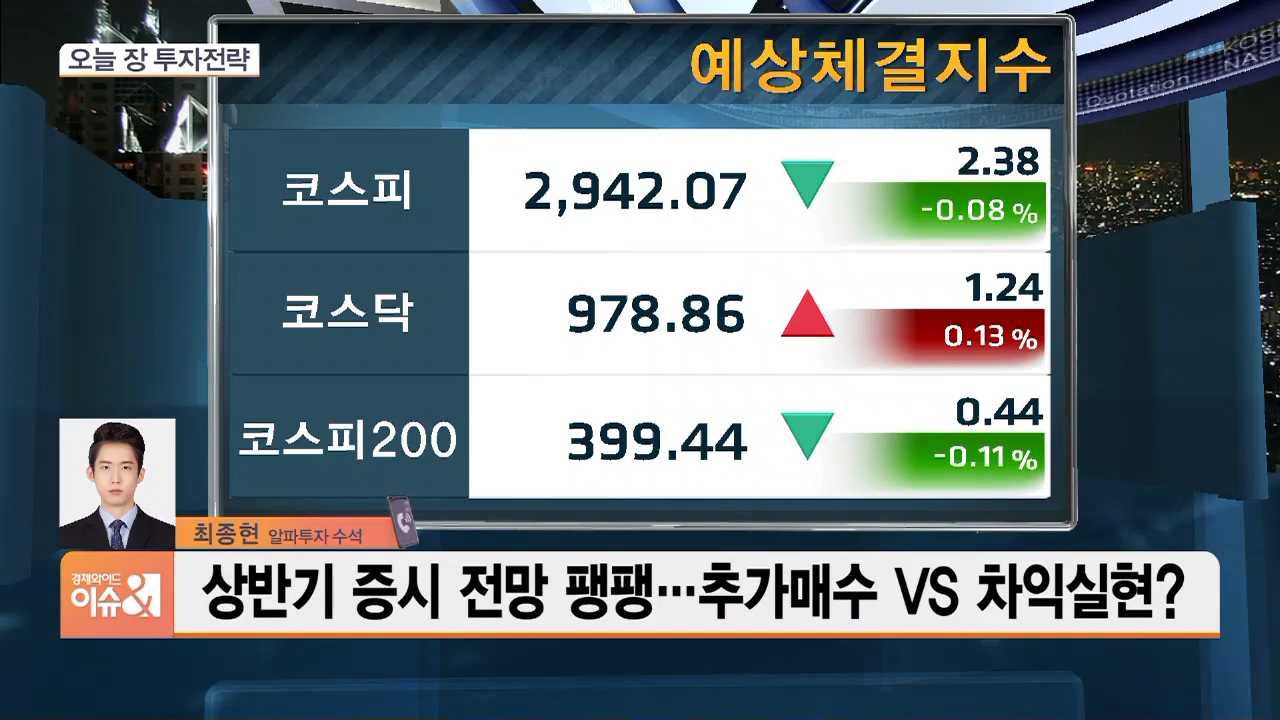 오늘 장 투자전략
예상체결지수
KOS
NAS
Quotation
코스피 2,942.07 ▼ 2.38
-0.08 %
코스닥 978.86 ▲ 1.24
0.13 %
코스피200 399.44 ▼ 0.44
-0.11 %
최종현 알파투자 수석
경제와이드
이슈&
상반기 증시 전망 팽팽…추가매수 VS 차익실현?